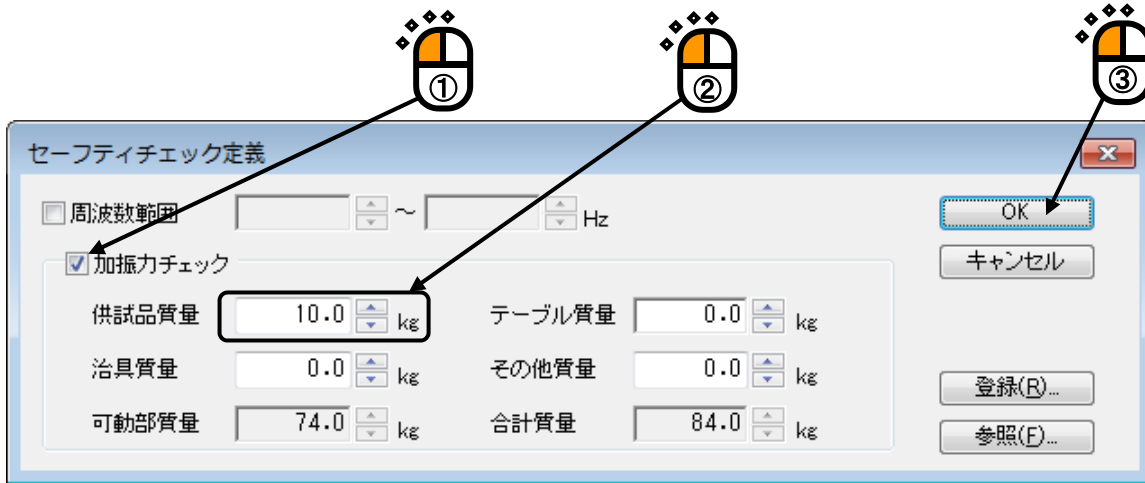 ① ② ③
セーフティチェック定義
周波数範囲 ～ Hz OK
加振力チェック キャンセル
供試品質量 10.0 kg テーブル質量 0.0 kg
治具質量 0.0 kg その他質量 0.0 kg 登録(R)...
可動部質量 74.0 kg 合計質量 84.0 kg 参照(F)...